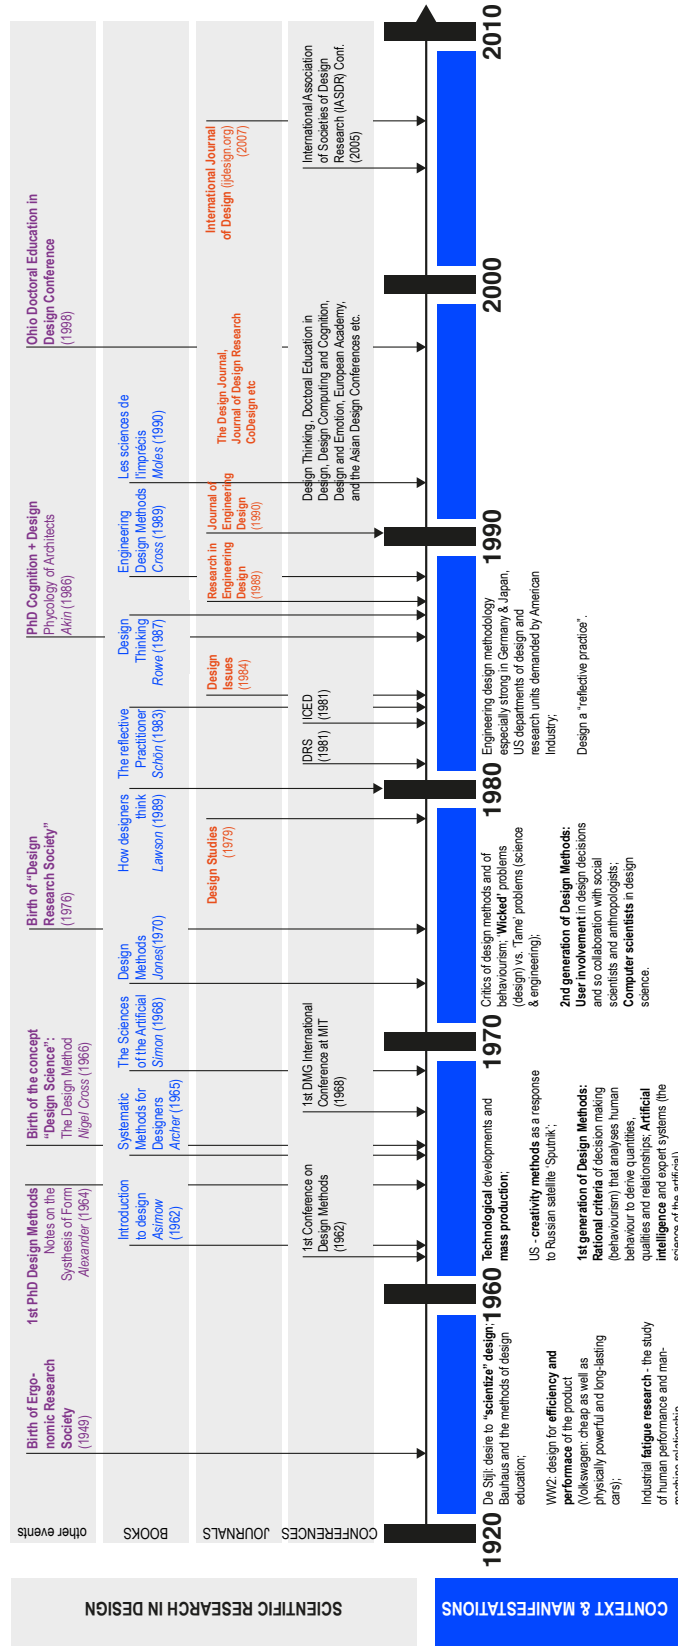 SCIENTIFIC RESEARCH IN DESIGN
CONTEXT & MANIFESTATIONS
other events
BOOKS
JOURNALS
CONFERENCES
Birth of Ergo-
nomic Research
Society
(1949)
1st PhD Design Methods
Notes on the
Systhesis of Form
Alexander (1964)
Birth of the concept
“Design Science”:
The Design Method
Nigel Cross (1966)
Birth of “Design
Research Society”
(1976)
PhD Cognition + Design
Phycology of Architects
Akin (1986)
Ohio Doctoral Education in
Design Conference
(1998)
Introduction
to design
Asimow
(1962)
Systematic
Methods for
Designers
Archer (1965)
The Sciences
of the Artificial
Simon (1968)
Design
Methods
Jones(1970)
How designers
think
Lawson (1989)
The reflective
Practitioner
Schön (1983)
Design
Thinking
Rowe (1987)
Engineering
Design Methods
Cross (1989)
Les sciences de
l’imprécis
Moles (1990)
Design Studies
(1979)
Design
Issues
(1984)
Research in
Engineering
Design
(1989)
Journal of
Engineering
Design
(1990)
The Design Journal,
Journal of Design Research
CoDesign etc
International Journal
of Design (ijdesign.org)
(2007)
1st Conference on
Design Methods
(1962)
1st DMG International
Conference at MIT
(1968)
DRS
(1981)
ICED
(1981)
Design Thinking, Doctoral Education in
Design, Design Computing and Cognition,
Design and Emotion, European Academy,
and the Asian Design Conferences etc.
International Association
of Societies of Design
Research (IASDR) Conf.
(2005)
1920
1960
1970
1980
1990
2000
2010
De Stijl: desire to “scientize” design;
Bauhaus and the methods of design
education;
WW2: design for efficiency and
performace of the product
(Volkswagen: cheap as well as
physically powerful and long-lasting
cars);
Industrial fatigue research - the study
of human performance and man-
machine relationship
Technological developments and
mass production;
US - creativity methods as a response
to Russian satellite ‘Sputnik’;
1st generation of Design Methods:
Rational criteria of decision making
(behaviourism) that analyses human
behaviour to derive quantities,
qualities and relationships; Artificial
intelligence and expert systems (the
science of the artificial)
Critics of design methods and of
behaviourism; ‘Wicked’ problems
(design) vs. ‘Tame’ problems (science
& engineering);
2nd generation of Design Methods:
User involvement in design decisions
and so collaboration with social
scientists and anthropologists;
Computer scientists in design
science.
Engineering design methodology
especially strong in Germany & Japan,
US departments of design and
research units demanded by American
Industry;
Design a “reflective practice”.